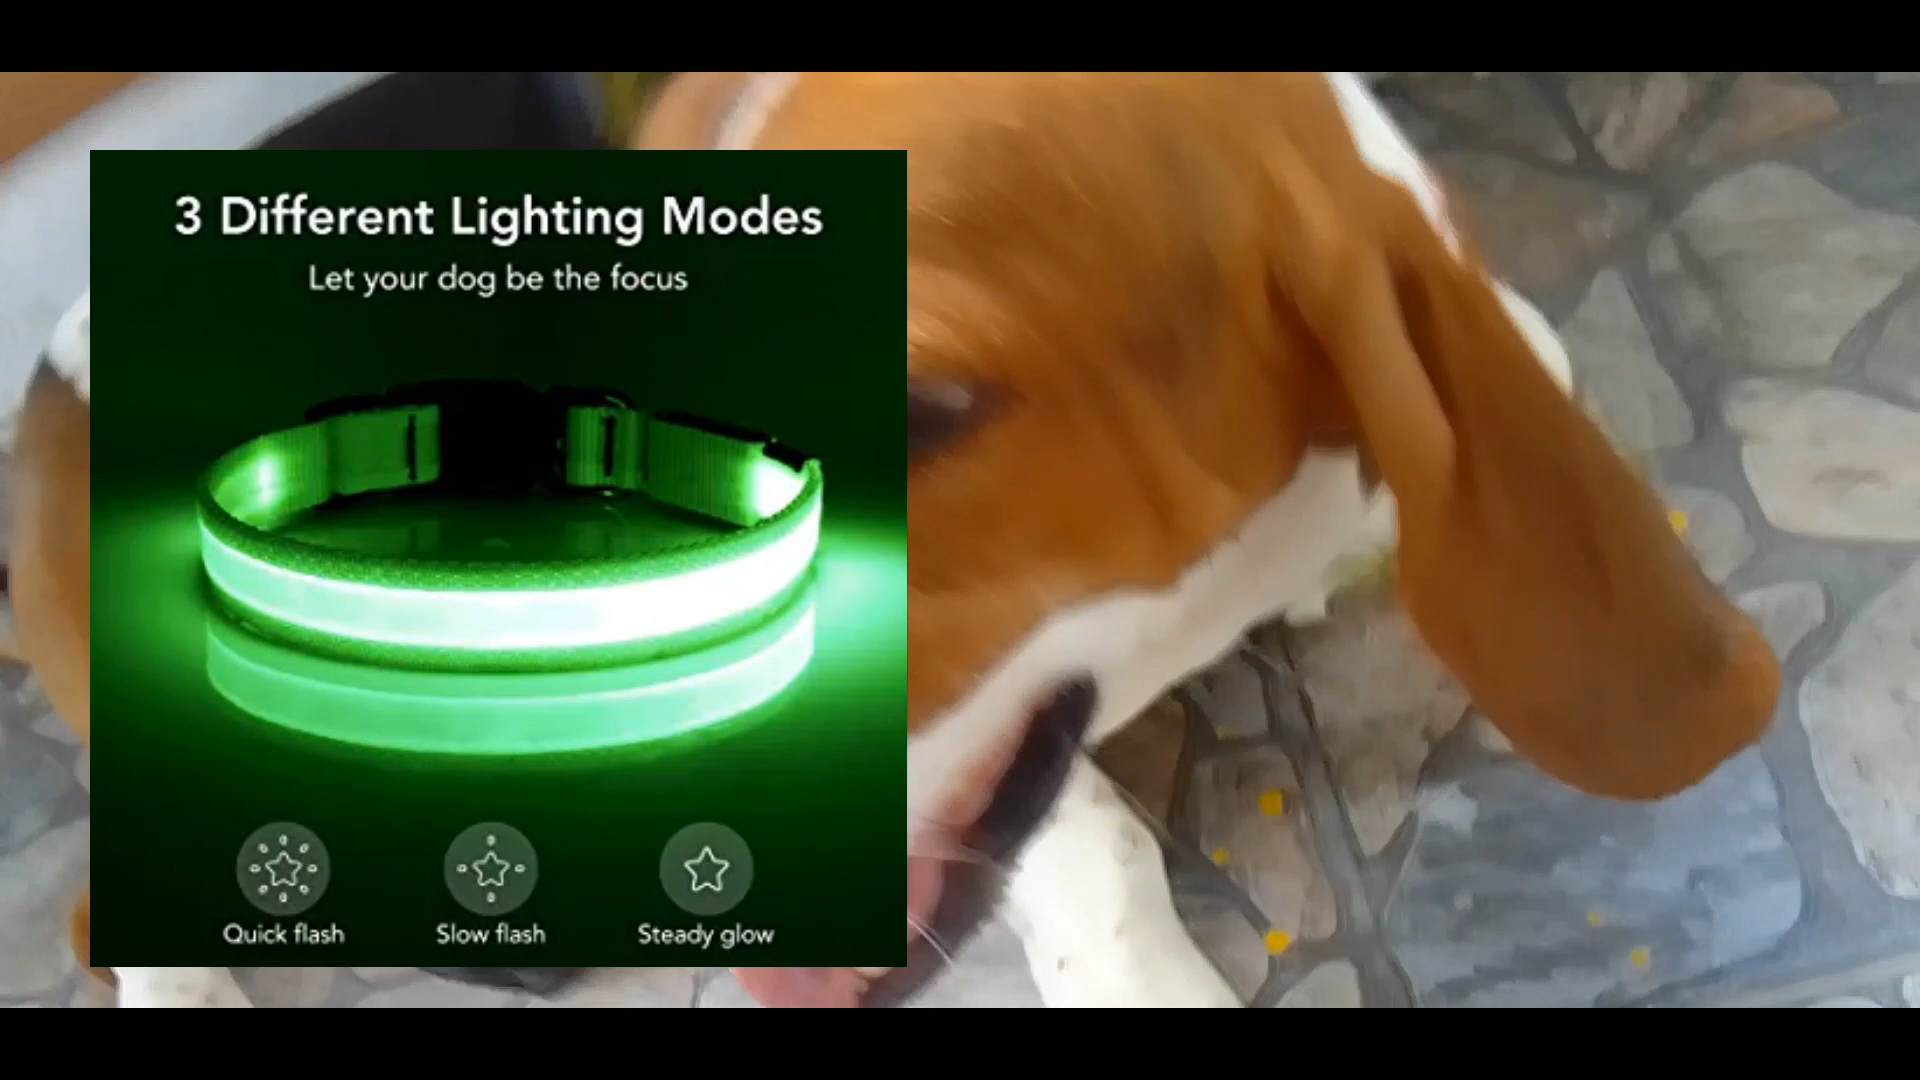 3 Different Lighting Modes
Let your dog be the focus
Quick flash
Slow flash
Steady glow